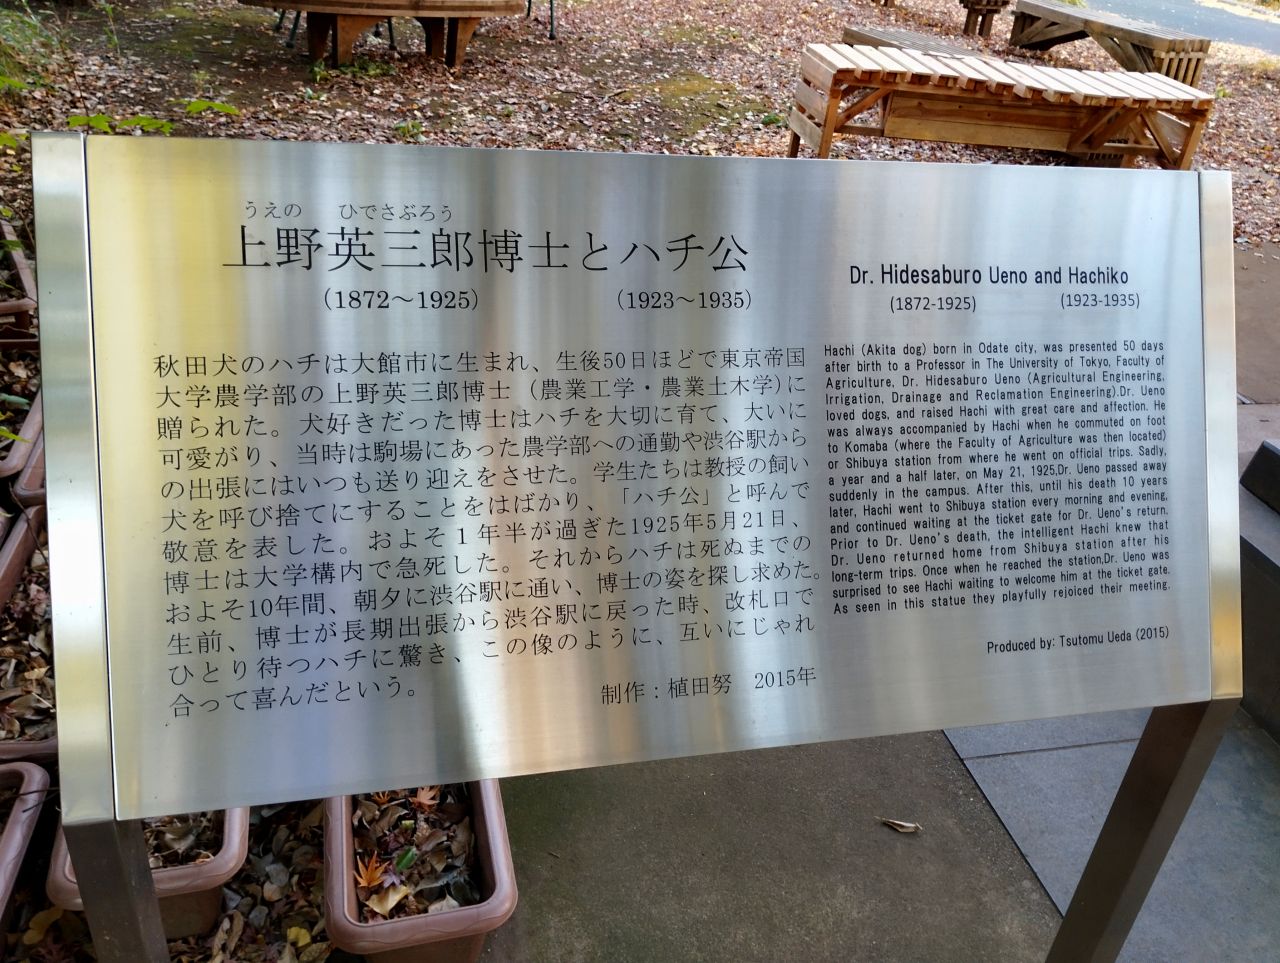 うえの　ひでさぶろう
上野英三郎博士とハチ公
（1872～1925）　（1923～1935）
秋田犬のハチは大館市に生まれ、生後50日ほどで東京帝国
大学農学部の上野英三郎博士（農業工学・農業土木学)に
贈られた。犬好きだった博士はハチを大切に育て、大いに
可愛がり、当時は駒場にあった農学部への通勤や渋谷駅から
の出張にはいつも送り迎えをさせた。学生たちは教授の飼い
犬を呼び捨てにすることをはばかり、「ハチ公」と呼んで
敬意を表した。およそ１年半が過ぎた1925年5月21日、
博士は大学構内で急死した。それからハチは死ぬまでの
およそ10年間、朝夕に渋谷駅に通い、博士の姿を探し求めた。
生前、博士が長期出張から渋谷駅に戻った時、改札口で
ひとり待つハチに驚き、この像のように、互いにじゃれ
合って喜んだという。
制作：植田努　2015年
Dr. Hidesaburo Ueno and Hachiko
(1872-1925) (1923-1935)
Hachi (Akita dog) born in Odate city, was presented 50 days
after birth to a Professor in The University of Tokyo, Faculty of
Agriculture, Dr. Hidesaburo Ueno (Agricultural Engineering,
Irrigation, Drainage and Reclamation Engineering).Dr. Ueno
loved dogs, and raised Hachi with great care and affection. He
was always accompanied by Hachi when he commuted on foot
to Komaba (where the Faculty of Agriculture was then located)
or Shibuya station from where he went on official trips. Sadly,
a year and a half later, on May 21, 1925,Dr. Ueno passed away
suddenly in the campus. After this, until his death 10 years
later, Hachi went to Shibuya station every morning and evening,
and continued waiting at the ticket gate for Dr. Ueno's return.
Prior to Dr. Ueno's death, the intelligent Hachi knew that
Dr. Ueno returned home from Shibuya station after his
long-term trips. Once when he reached the station,Dr. Ueno was
surprised to see Hachi waiting to welcome him at the ticket gate.
As seen in this statue they playfully rejoiced their meeting.
Produced by: Tsutomu Ueda (2015)